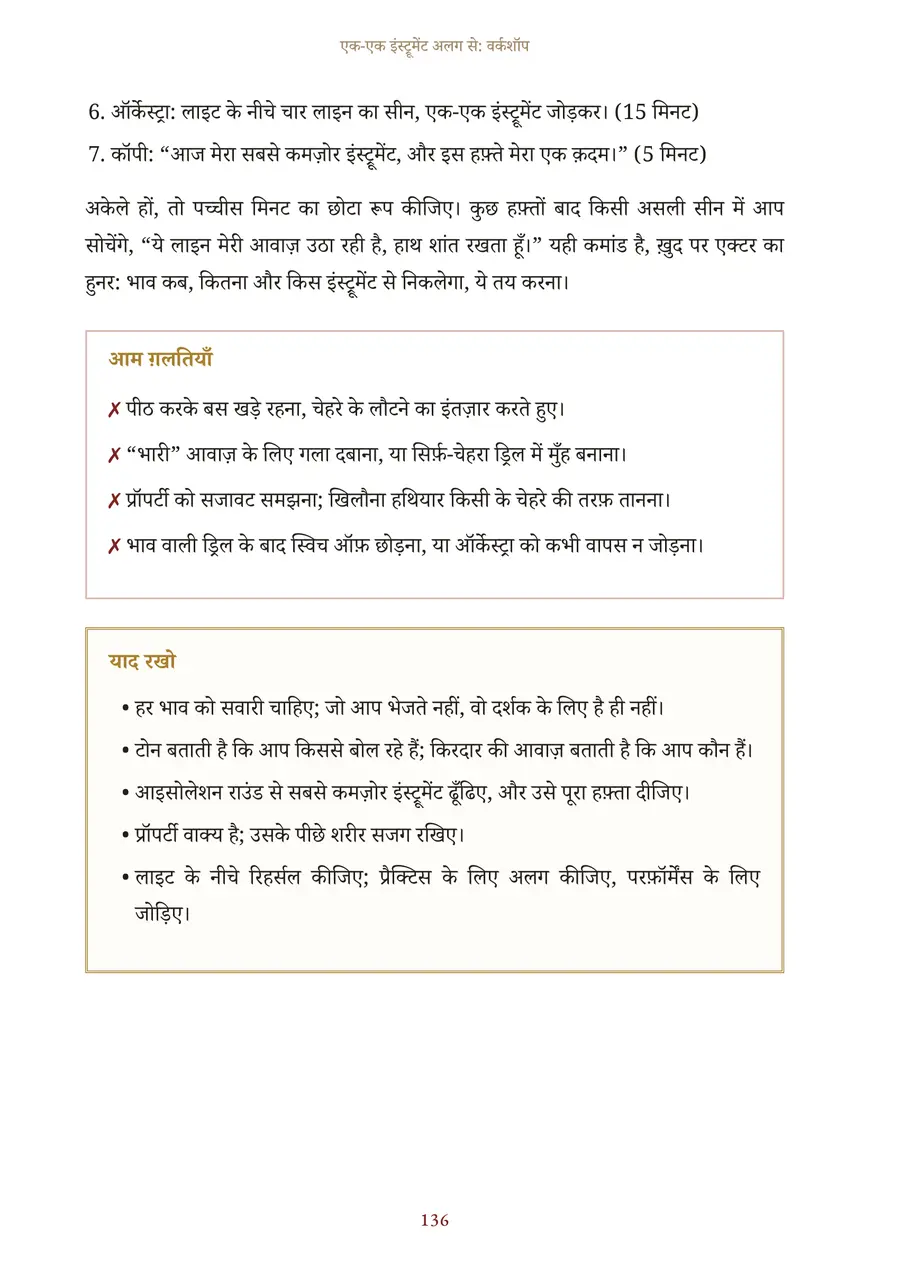 एक-एक इंस्ट्रूमेंट अलग से: वर्कशॉप
6. ऑर्केस्ट्रा: लाइट के नीचे चार लाइन का सीन, एक-एक इंस्ट्रूमेंट जोड़कर। (15 मिनट)
7. कॉपी: “आज मेरा सबसे कमज़ोर इंस्ट्रूमेंट, और इस हफ़्ते मेरा एक क़दम।” (5 मिनट)
अकेले हों, तो पच्चीस मिनट का छोटा रूप कीजिए। कुछ हफ़्तों बाद किसी असली सीन में आप
सोचेंगे, “ये लाइन मेरी आवाज़ उठा रही है, हाथ शांत रखता हूँ।” यही कमांड है, ख़ुद पर एक्टर का
हुनर: भाव कब, कितना और किस इंस्ट्रूमेंट से निकलेगा, ये तय करना।
आम ग़लतियाँ
✗ पीठ करके बस खड़े रहना, चेहरे के लौटने का इंतज़ार करते हुए।
✗ “भारी” आवाज़ के लिए गला दबाना, या सिर्फ़-चेहरा ड्रिल में मुँह बनाना।
✗ प्रॉपर्टी को सजावट समझना; खिलौना हथियार किसी के चेहरे की तरफ़ तानना।
✗ भाव वाली ड्रिल के बाद स्विच ऑफ़ छोड़ना, या ऑर्केस्ट्रा को कभी वापस न जोड़ना।
याद रखो
• हर भाव को सवारी चाहिए; जो आप भेजते नहीं, वो दर्शक के लिए है ही नहीं।
• टोन बताती है कि आप किससे बोल रहे हैं; किरदार की आवाज़ बताती है कि आप कौन हैं।
• आइसोलेशन राउंड से सबसे कमज़ोर इंस्ट्रूमेंट ढूँढिए, और उसे पूरा हफ़्ता दीजिए।
• प्रॉपर्टी वाक्य है; उसके पीछे शरीर सजग रखिए।
• लाइट के नीचे रिहर्सल कीजिए; प्रैक्टिस के लिए अलग कीजिए, परफ़ॉर्मेंस के लिए
जोड़िए।
136